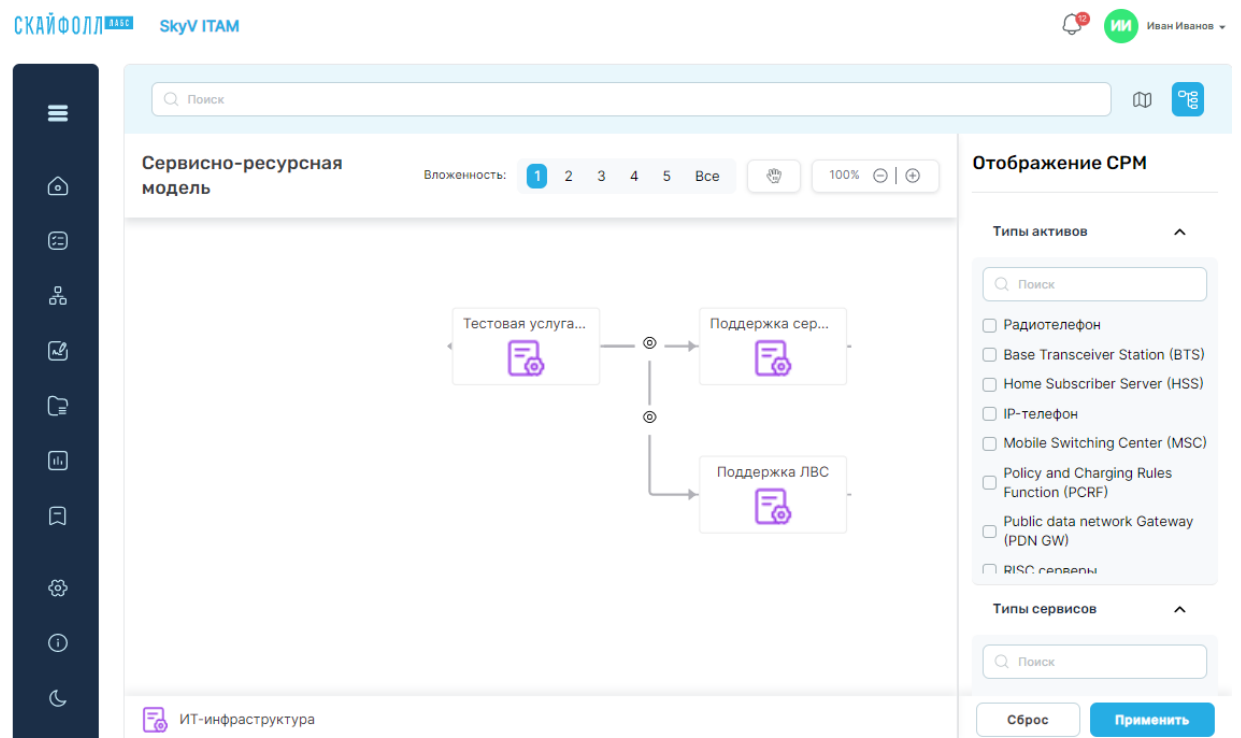 СКАЙФОЛЛ ЛАБС SkyV ITAM
12
ИИ Иван Иванов
Поиск
Сервисно-ресурсная
модель
Вложенность: 1 2 3 4 5 Все
100%
Тестовая услуга...
Поддержка сер...
Поддержка ЛВС
ИТ-инфраструктура
Отображение СРМ
Типы активов
Поиск
Радиотелефон
Base Transceiver Station (BTS)
Home Subscriber Server (HSS)
IP-телефон
Mobile Switching Center (MSC)
Policy and Charging Rules
Function (PCRF)
Public data network Gateway
(PDN GW)
RISC серверы
Типы сервисов
Поиск
Сброс Применить